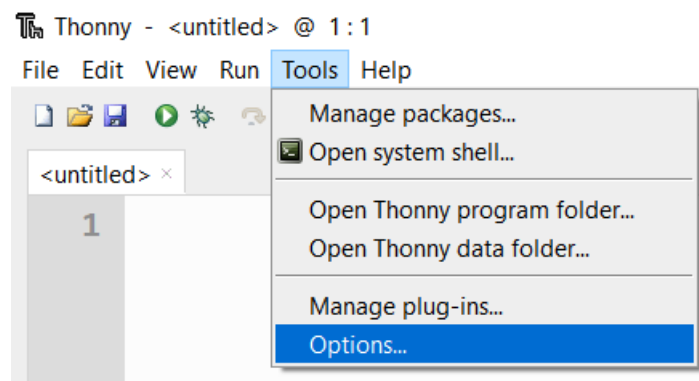 Thonny - <untitled> @ 1:1
File Edit View Run Tools Help
Manage packages...
Open system shell...
<untitled> ×
Open Thonny program folder...
1
Open Thonny data folder...
Manage plug-ins...
Options...